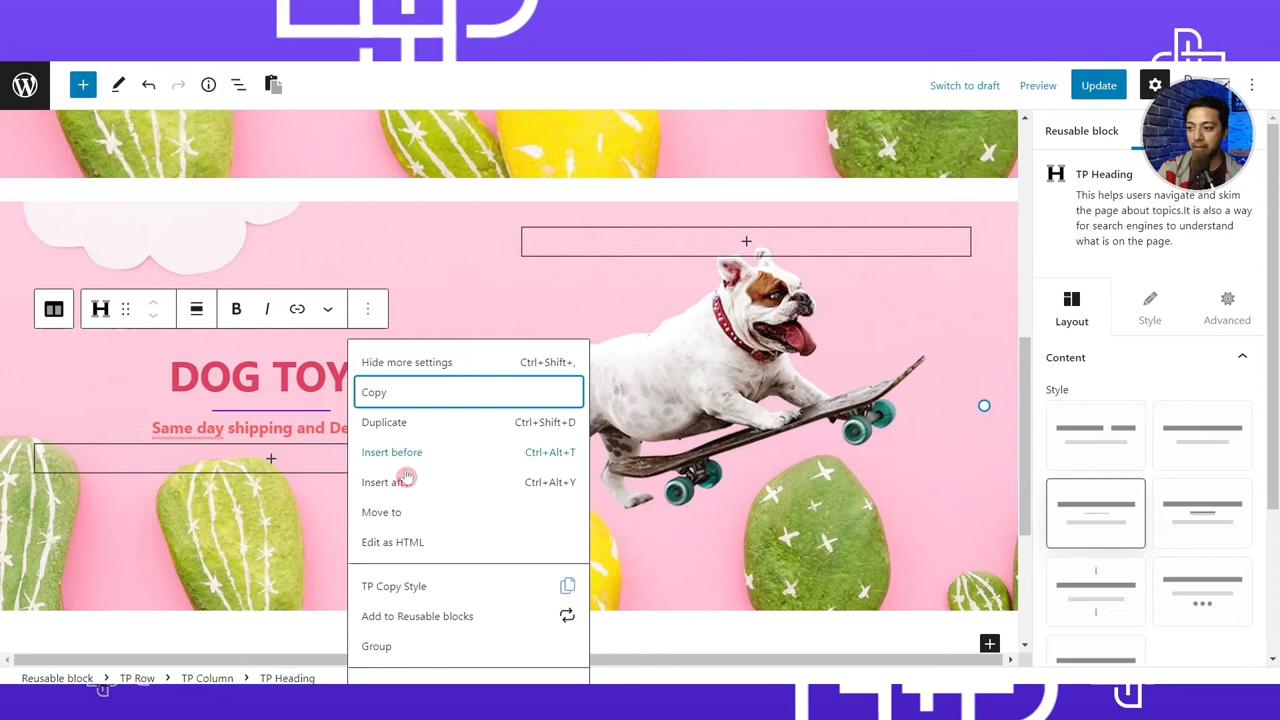 Switch to draft
Preview
Update
Reusable block
TP Heading
This helps users navigate and skim
the page about topics.It is also a way
for search engines to understand
what is on the page.
Layout
Style
Advanced
Content
Style
H
B
I
Hide more settings Ctrl+Shift+,
Copy
Duplicate Ctrl+Shift+D
Insert before Ctrl+Alt+T
Insert Ctrl+Alt+Y
Move to
Edit as HTML
TP Copy Style
Add to Reusable blocks
Group
DOG TOY
Same day shipping and De
Reusable block
TP Row
TP Column
TP Heading